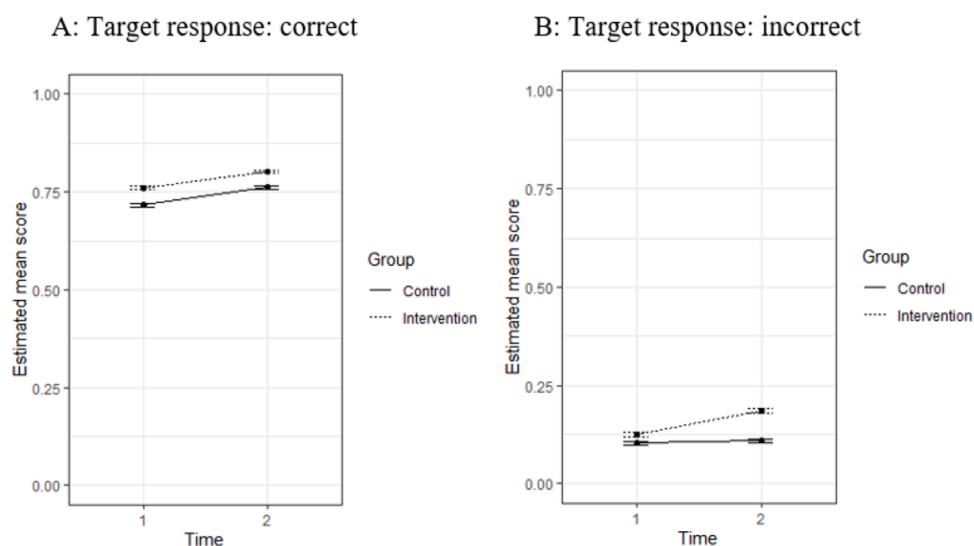 A: Target response: correct
1.00
0.75
0.50
0.25
0.00
Estimated mean score
1 2
Time
Group
Control
Intervention
B: Target response: incorrect
1.00
0.75
0.50
0.25
0.00
Estimated mean score
1 2
Time
Group
Control
Intervention